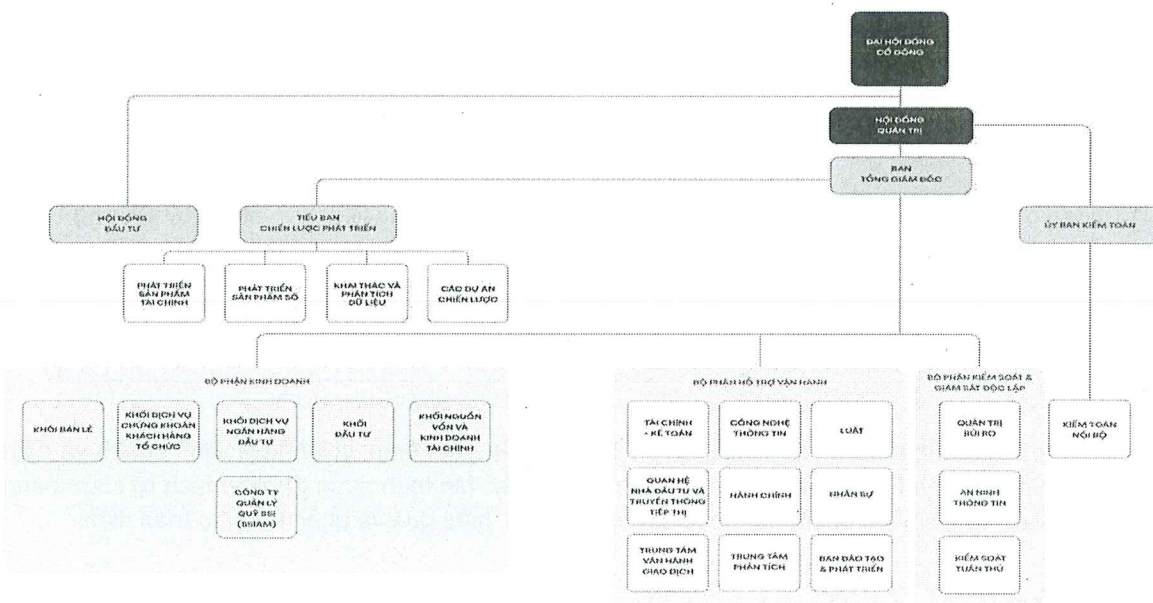 ĐẠI HỘI ĐỒNG
CỔ ĐÔNG
HỘI ĐỒNG
QUẢN TRỊ
BAN
TỔNG GIÁM ĐỐC
HỘI ĐỒNG
ĐẦU TƯ
TIỂU BAN
CHIẾN LƯỢC PHÁT TRIỂN
ỦY BAN KIỂM TOÁN
PHÁT TRIỂN
SẢN PHẨM
TÀI CHÍNH
PHÁT TRIỂN
SẢN PHẨM SỐ
KHAI THÁC VÀ
PHÂN TÍCH
DỮ LIỆU
CÁC DỰ ÁN
CHIẾN LƯỢC
BỘ PHẬN KINH DOANH
KHỐI BÁN LẺ
KHỐI DỊCH VỤ
CHỨNG KHOÁN
KHÁCH HÀNG
TỔ CHỨC
KHỐI DỊCH VỤ
NGÂN HÀNG
ĐẦU TƯ
KHỐI
ĐẦU TƯ
KHỐI NGUỒN
VỐN VÀ
KINH DOANH
TÀI CHÍNH
CÔNG TY
QUẢN LÝ
QUỸ SSI
(SSIAM)
BỘ PHẬN HỖ TRỢ VẬN HÀNH
TÀI CHÍNH
- KẾ TOÁN
CÔNG NGHỆ
THÔNG TIN
LUẬT
QUAN HỆ
NHÀ ĐẦU TƯ VÀ
TRUYỀN THÔNG
TIẾP THỊ
HÀNH CHÍNH
NHÂN SỰ
TRUNG TÂM
VẬN HÀNH
GIAO DỊCH
TRUNG TÂM
PHÂN TÍCH
BAN ĐÀO TẠO
& PHÁT TRIỂN
BỘ PHẬN KIỂM SOÁT &
GIÁM SÁT ĐỘC LẬP
QUẢN TRỊ
RỦI RO
AN NINH
THÔNG TIN
KIỂM SOÁT
TUÂN THỦ
KIỂM TOÁN
NỘI BỘ